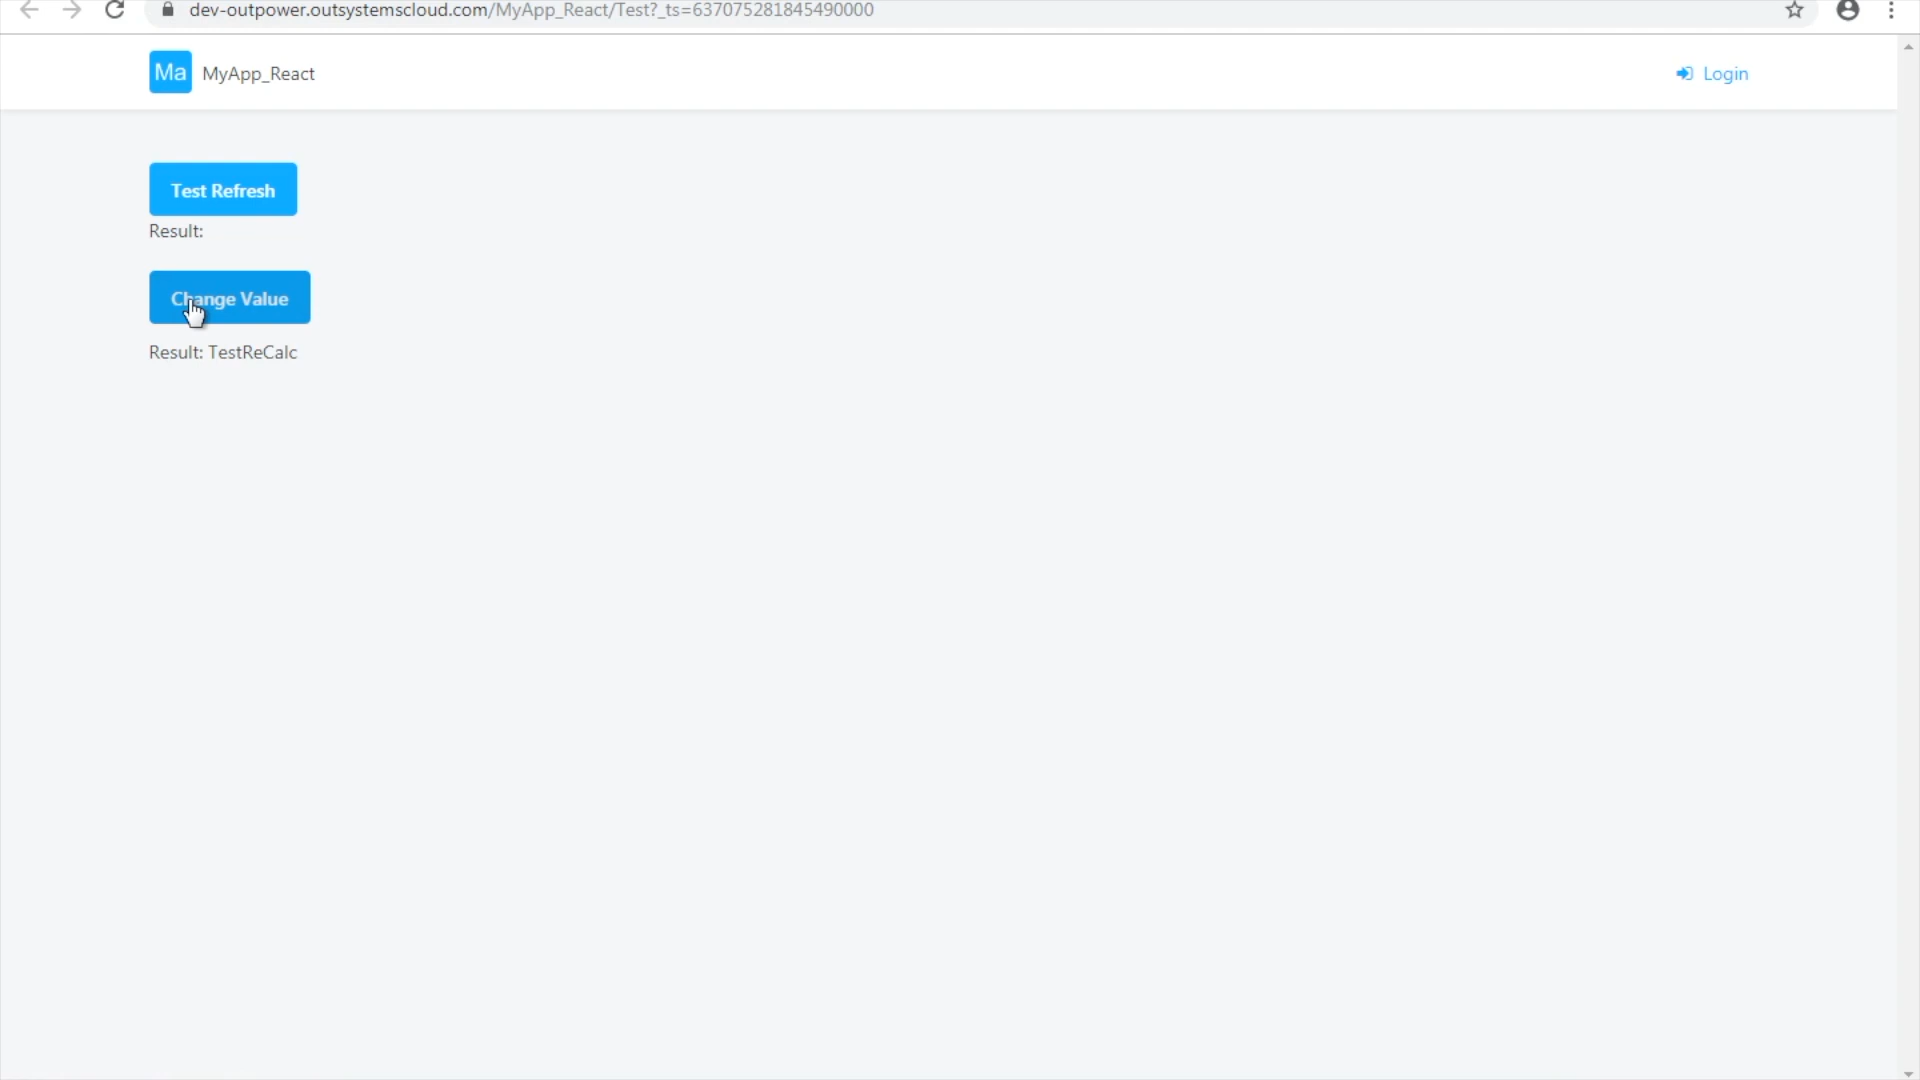 dev-outpower.outsystemscloud.com/MyApp_React/Test?_ts=637075281845490000
Ma MyApp_React Login
Test Refresh
Result:
Change Value
Result: TestReCalc